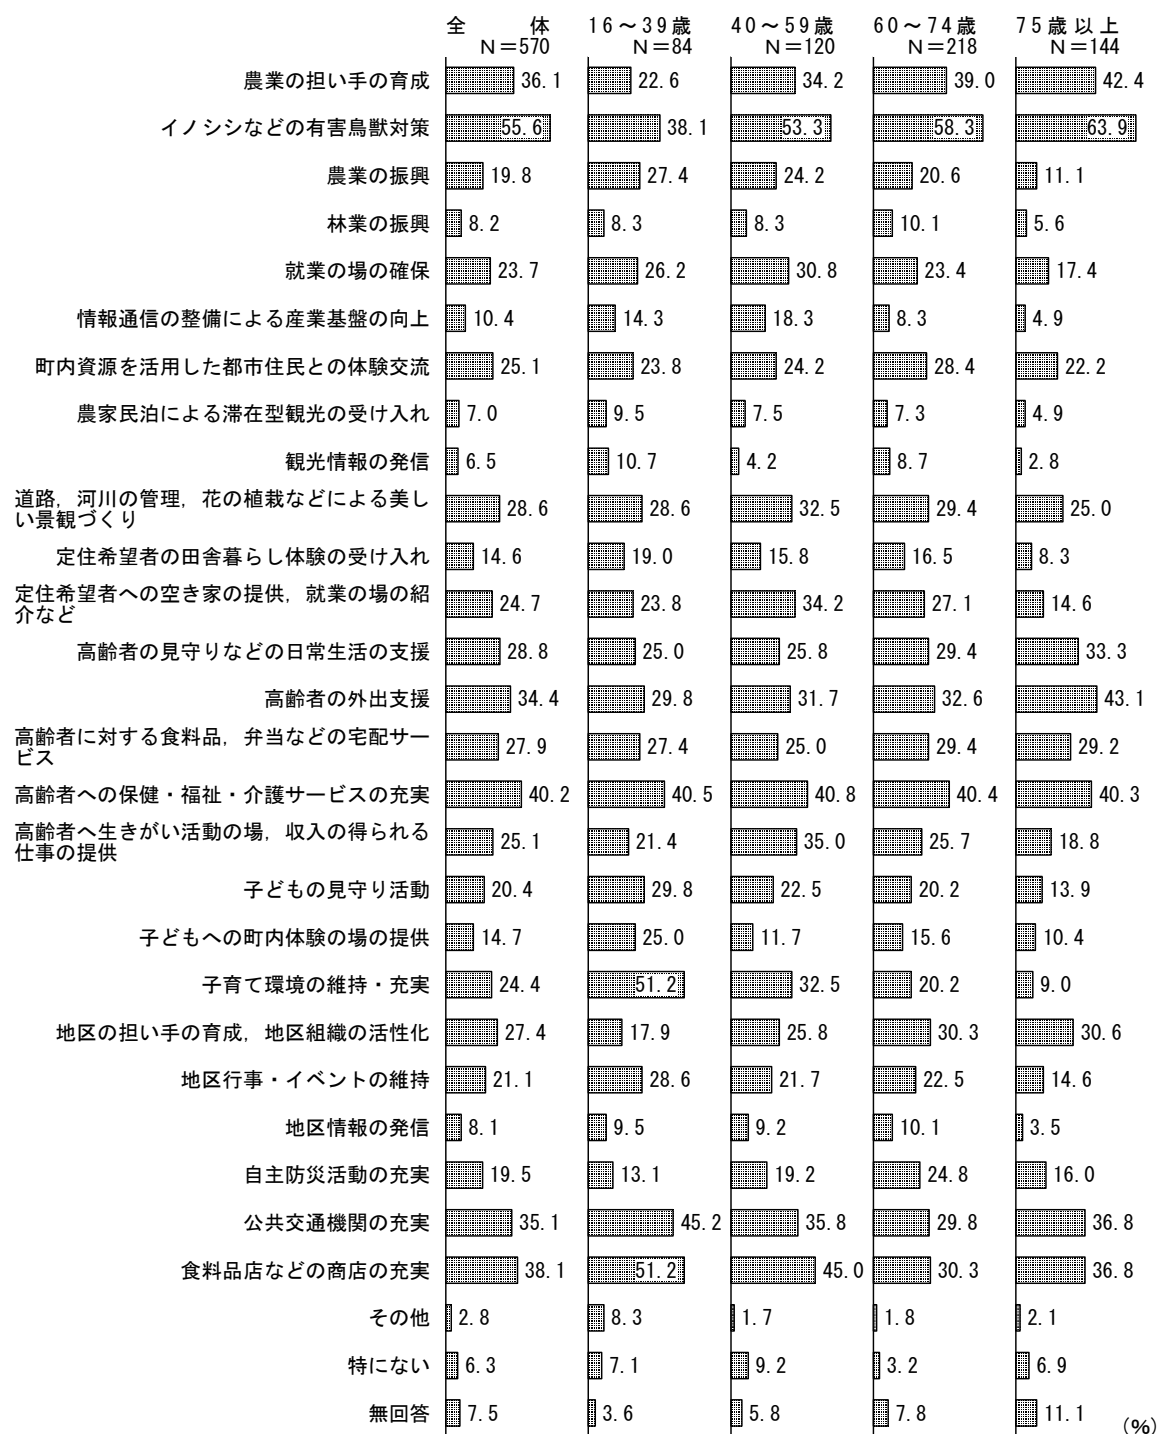 全体 16～39歳 40～59歳 60～74歳 75歳以上
Ｎ＝570 Ｎ＝84 Ｎ＝120 Ｎ＝218 Ｎ＝144
農業の担い手の育成 36.1 22.6 34.2 39.0 42.4
イノシシなどの有害鳥獣対策 55.6 38.1 53.3 58.3 63.9
農業の振興 19.8 27.4 24.2 20.6 11.1
林業の振興 8.2 8.3 8.3 10.1 5.6
就業の場の確保 23.7 26.2 30.8 23.4 17.4
情報通信の整備による産業基盤の向上 10.4 14.3 18.3 8.3 4.9
町内資源を活用した都市住民との体験交流 25.1 23.8 24.2 28.4 22.2
農家民泊による滞在型観光の受け入れ 7.0 9.5 7.5 7.3 4.9
観光情報の発信 6.5 10.7 4.2 8.7 2.8
道路，河川の管理，花の植栽などによる美し
い景観づくり 28.6 28.6 32.5 29.4 25.0
定住希望者の田舎暮らし体験の受け入れ 14.6 19.0 15.8 16.5 8.3
定住希望者への空き家の提供，就業の場の紹
介など 24.7 23.8 34.2 27.1 14.6
高齢者の見守りなどの日常生活の支援 28.8 25.0 25.8 29.4 33.3
高齢者の外出支援 34.4 29.8 31.7 32.6 43.1
高齢者に対する食料品，弁当などの宅配サー
ビス 27.9 27.4 25.0 29.4 29.2
高齢者への保健・福祉・介護サービスの充実 40.2 40.5 40.8 40.4 40.3
高齢者へ生きがい活動の場，収入の得られる
仕事の提供 25.1 21.4 35.0 25.7 18.8
子どもの見守り活動 20.4 29.8 22.5 20.2 13.9
子どもへの町内体験の場の提供 14.7 25.0 11.7 15.6 10.4
子育て環境の維持・充実 24.4 51.2 32.5 20.2 9.0
地区の担い手の育成，地区組織の活性化 27.4 17.9 25.8 30.3 30.6
地区行事・イベントの維持 21.1 28.6 21.7 22.5 14.6
地区情報の発信 8.1 9.5 9.2 10.1 3.5
自主防災活動の充実 19.5 13.1 19.2 24.8 16.0
公共交通機関の充実 35.1 45.2 35.8 29.8 36.8
食料品店などの商店の充実 38.1 51.2 45.0 30.3 36.8
その他 2.8 8.3 1.7 1.8 2.1
特にない 6.3 7.1 9.2 3.2 6.9
無回答 7.5 3.6 5.8 7.8 11.1
(%)